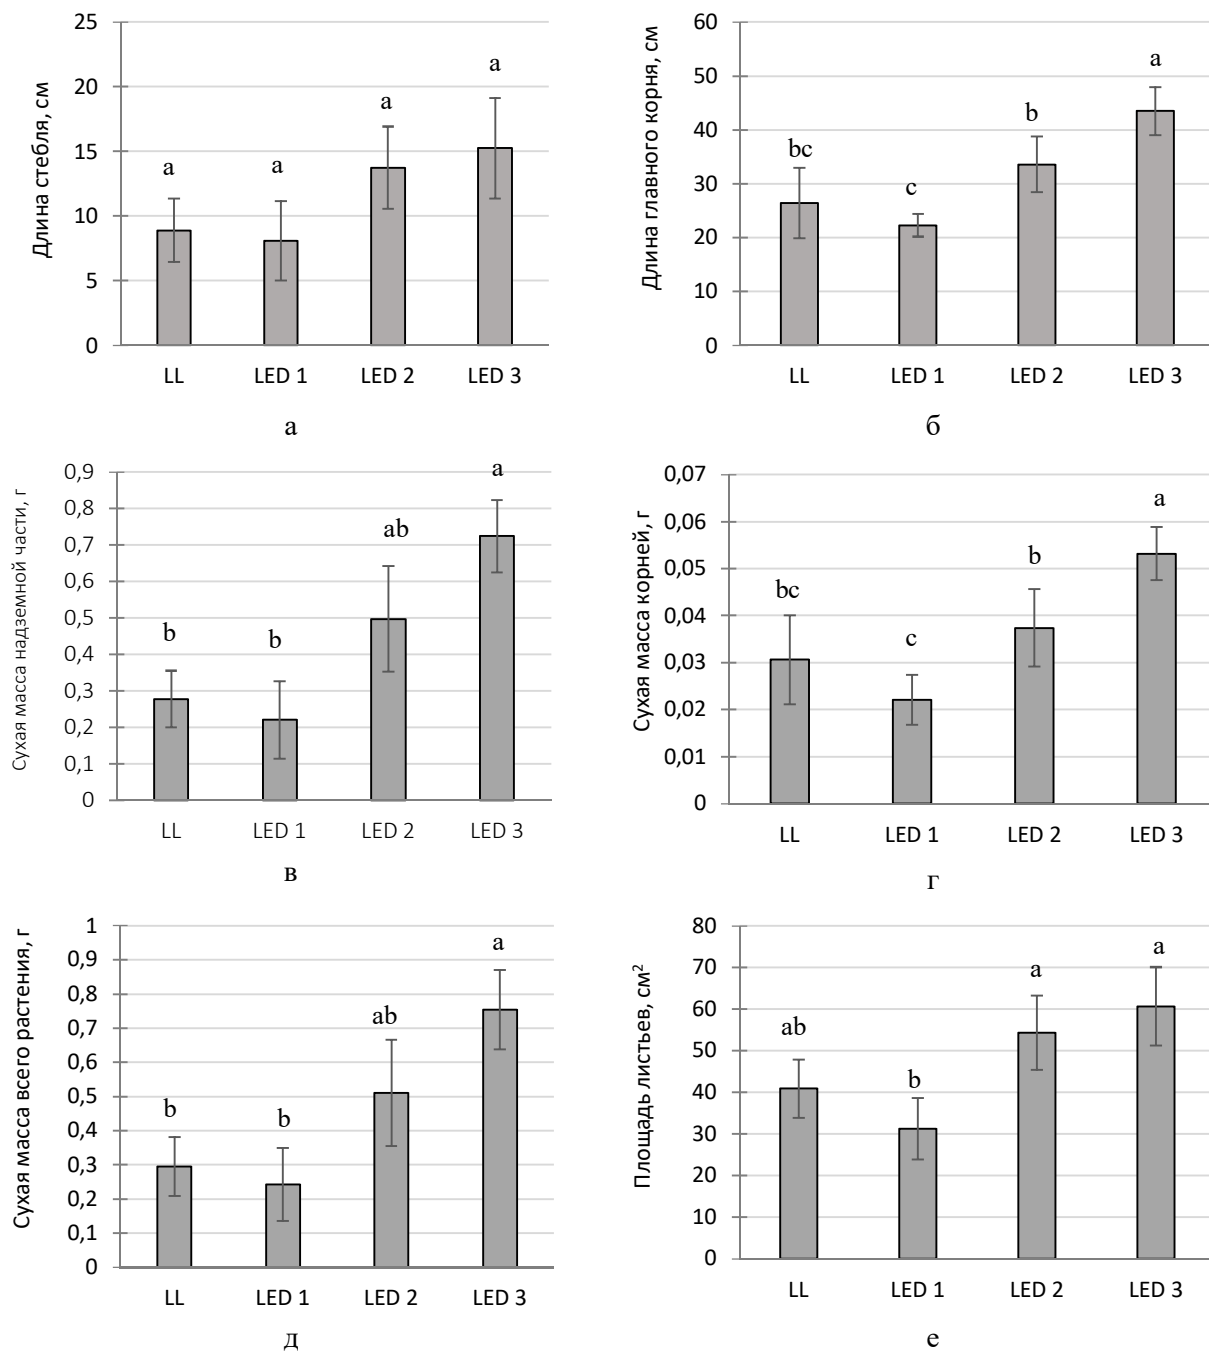 Длина стебля, см
25
20
15
10
5
0
a
a
a
a
LL
LED 1
LED 2
LED 3
а
Длина главного корня, см
60
50
40
30
20
10
0
bc
c
b
a
LL
LED 1
LED 2
LED 3
б
Сухая масса надземной части, г
0,9
0,8
0,7
0,6
0,5
0,4
0,3
0,2
0,1
0
b
b
ab
a
LL
LED 1
LED 2
LED 3
в
Сухая масса корней, г
0,07
0,06
0,05
0,04
0,03
0,02
0,01
0
bc
c
b
a
LL
LED 1
LED 2
LED 3
г
Сухая масса всего растения, г
1
0,9
0,8
0,7
0,6
0,5
0,4
0,3
0,2
0,1
0
b
b
ab
a
LL
LED 1
LED 2
LED 3
д
Площадь листьев, см²
80
70
60
50
40
30
20
10
0
ab
b
a
a
LL
LED 1
LED 2
LED 3
е